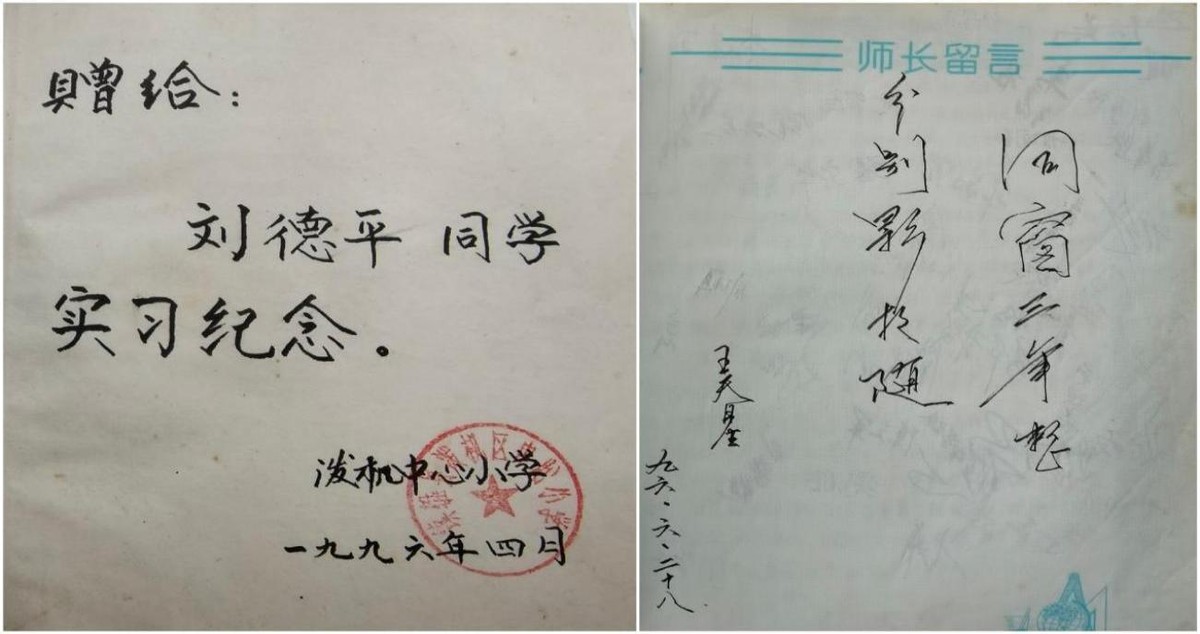 赠给：
刘德平 同学
实习纪念。
泼机中心小学
一九九六年四月
师长留言
同窗三年整
分别影相随
王天星
九六·六·二十八